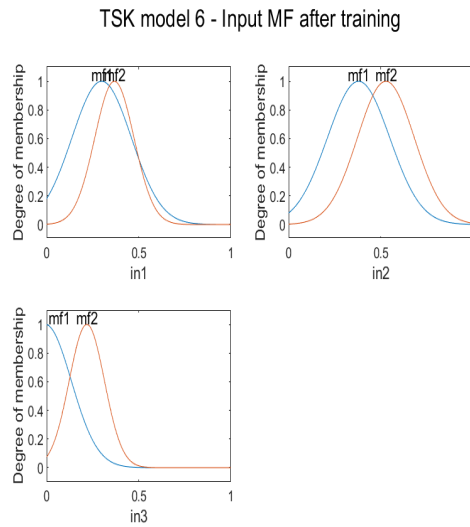 TSK model 6 - Input MF after training
mf1 mf2
Degree of membership
1
0.8
0.6
0.4
0.2
0
0 0.5 1
in1
mf1 mf2
Degree of membership
1
0.8
0.6
0.4
0.2
0
0 0.5
in2
mf1 mf2
Degree of membership
1
0.8
0.6
0.4
0.2
0
0 0.5 1
in3